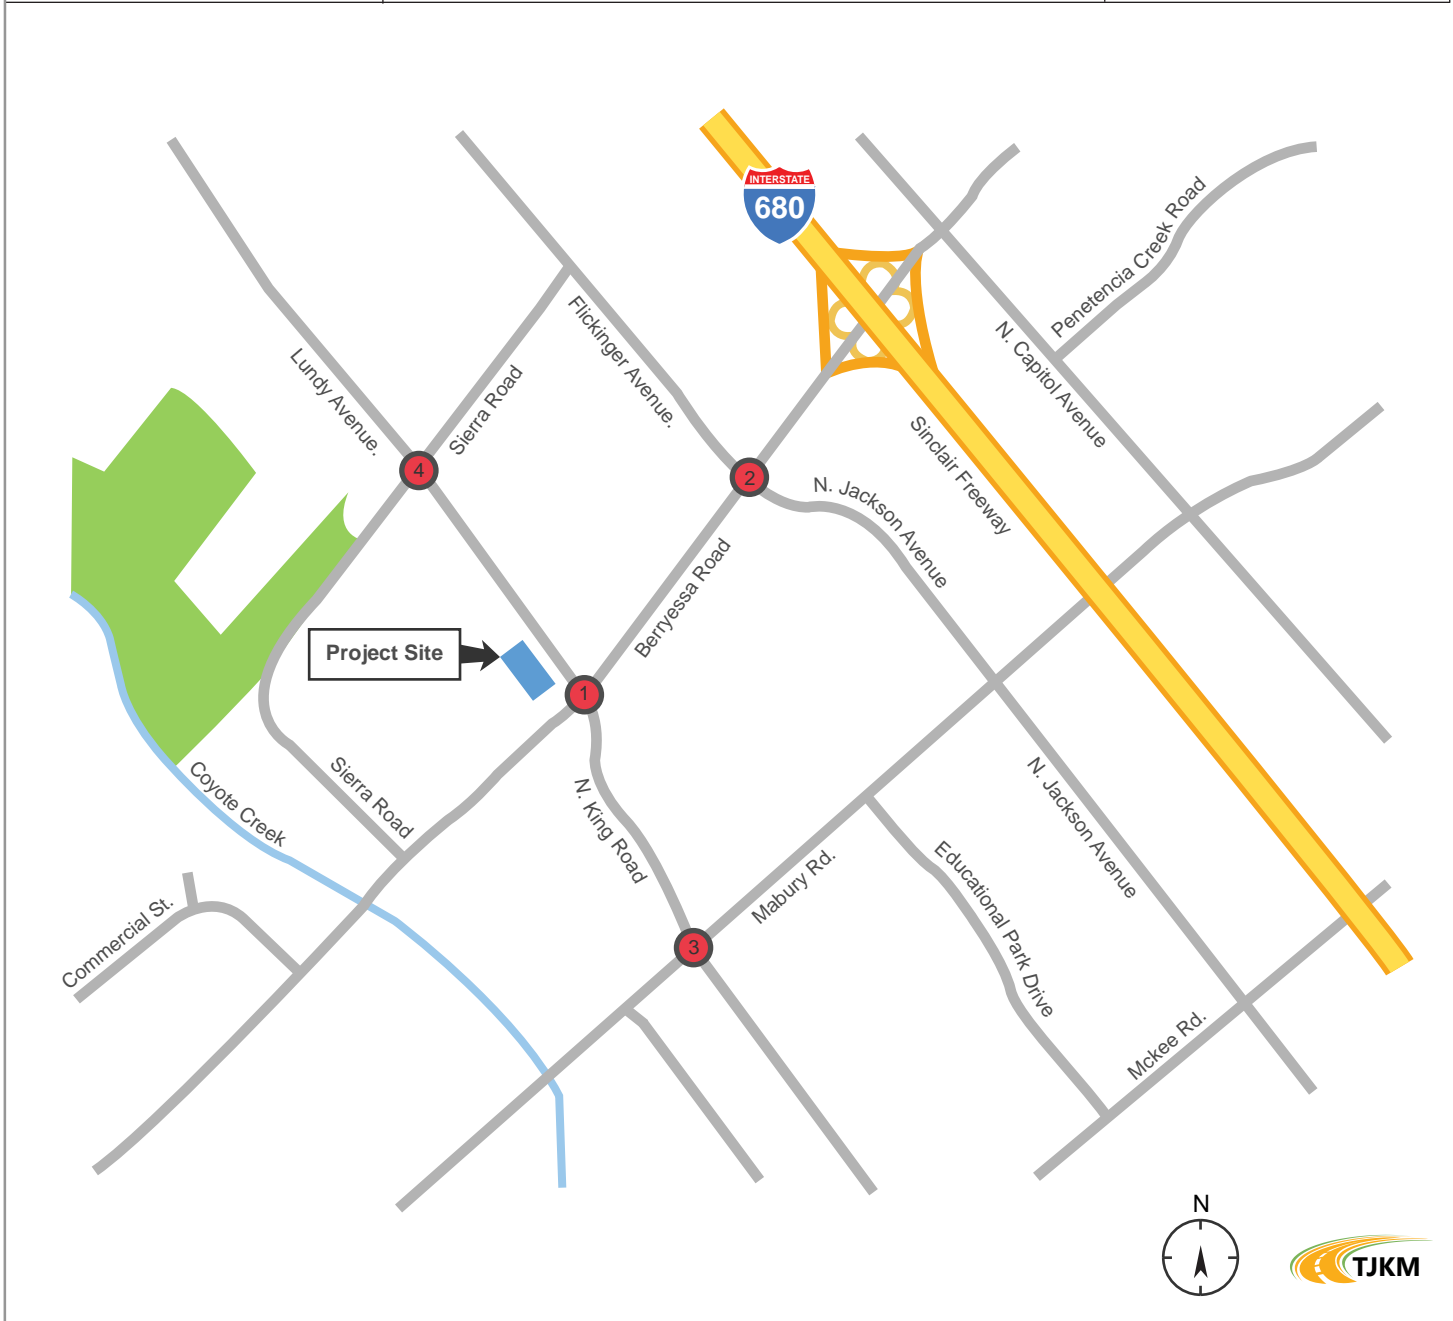 INTERSTATE
680
Penetencia Creek Road
Flickinger Avenue.
N. Capitol Avenue
Lundy Avenue.
Sierra Road
Sinclair Freeway
4
2
N. Jackson Avenue
Berryessa Road
Project Site
1
Sierra Road
Coyote Creek
N. King Road
N. Jackson Avenue
Mabury Rd.
Educational Park Drive
Commercial St.
3
Mckee Rd.
N
TJKM